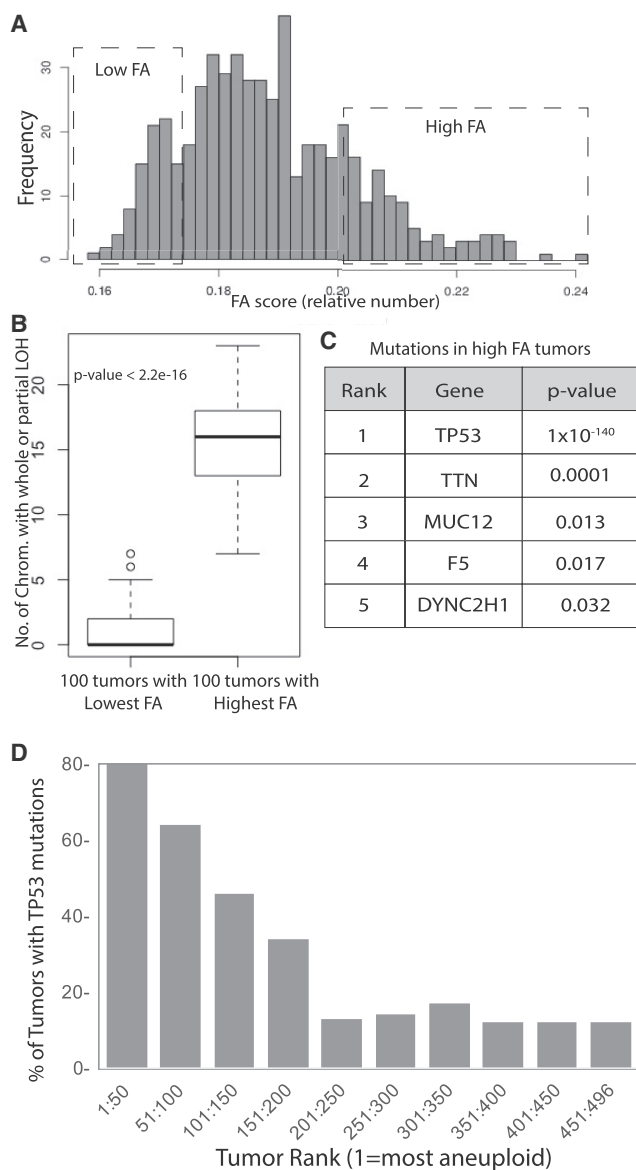 A
Low FA
High FA
Frequency
0
10
20
30
0.16
0.18
0.20
0.22
0.24
FA score (relative number)
B
p-value < 2.2e-16
No. of Chrom. with whole or partial LOH
0
5
10
15
20
100 tumors with
Lowest FA
100 tumors with
Highest FA
C
Mutations in high FA tumors
Rank Gene p-value
1 TP53 1x10⁻¹⁴⁰
2 TTN 0.0001
3 MUC12 0.013
4 F5 0.017
5 DYNC2H1 0.032
D
% of Tumors with TP53 mutations
80-
60-
40-
20-
0-
1:50
51:100
101:150
151:200
201:250
251:300
301:350
351:400
401:450
451:496
Tumor Rank (1=most aneuploid)